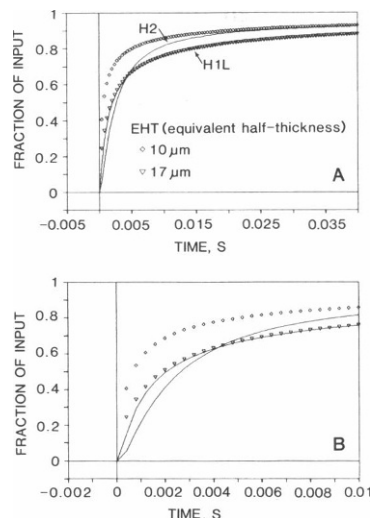 1
0.8
0.6
0.4
0.2
0
FRACTION OF INPUT
H2
H1L
EHT (equivalent half-thickness)
◇ 10 µm
▽ 17 µm
A
-0.005 0.005 0.015 0.025 0.035
TIME, S
1
0.8
0.6
0.4
0.2
0
FRACTION OF INPUT
B
-0.002 0 0.002 0.004 0.006 0.008 0.01
TIME, S